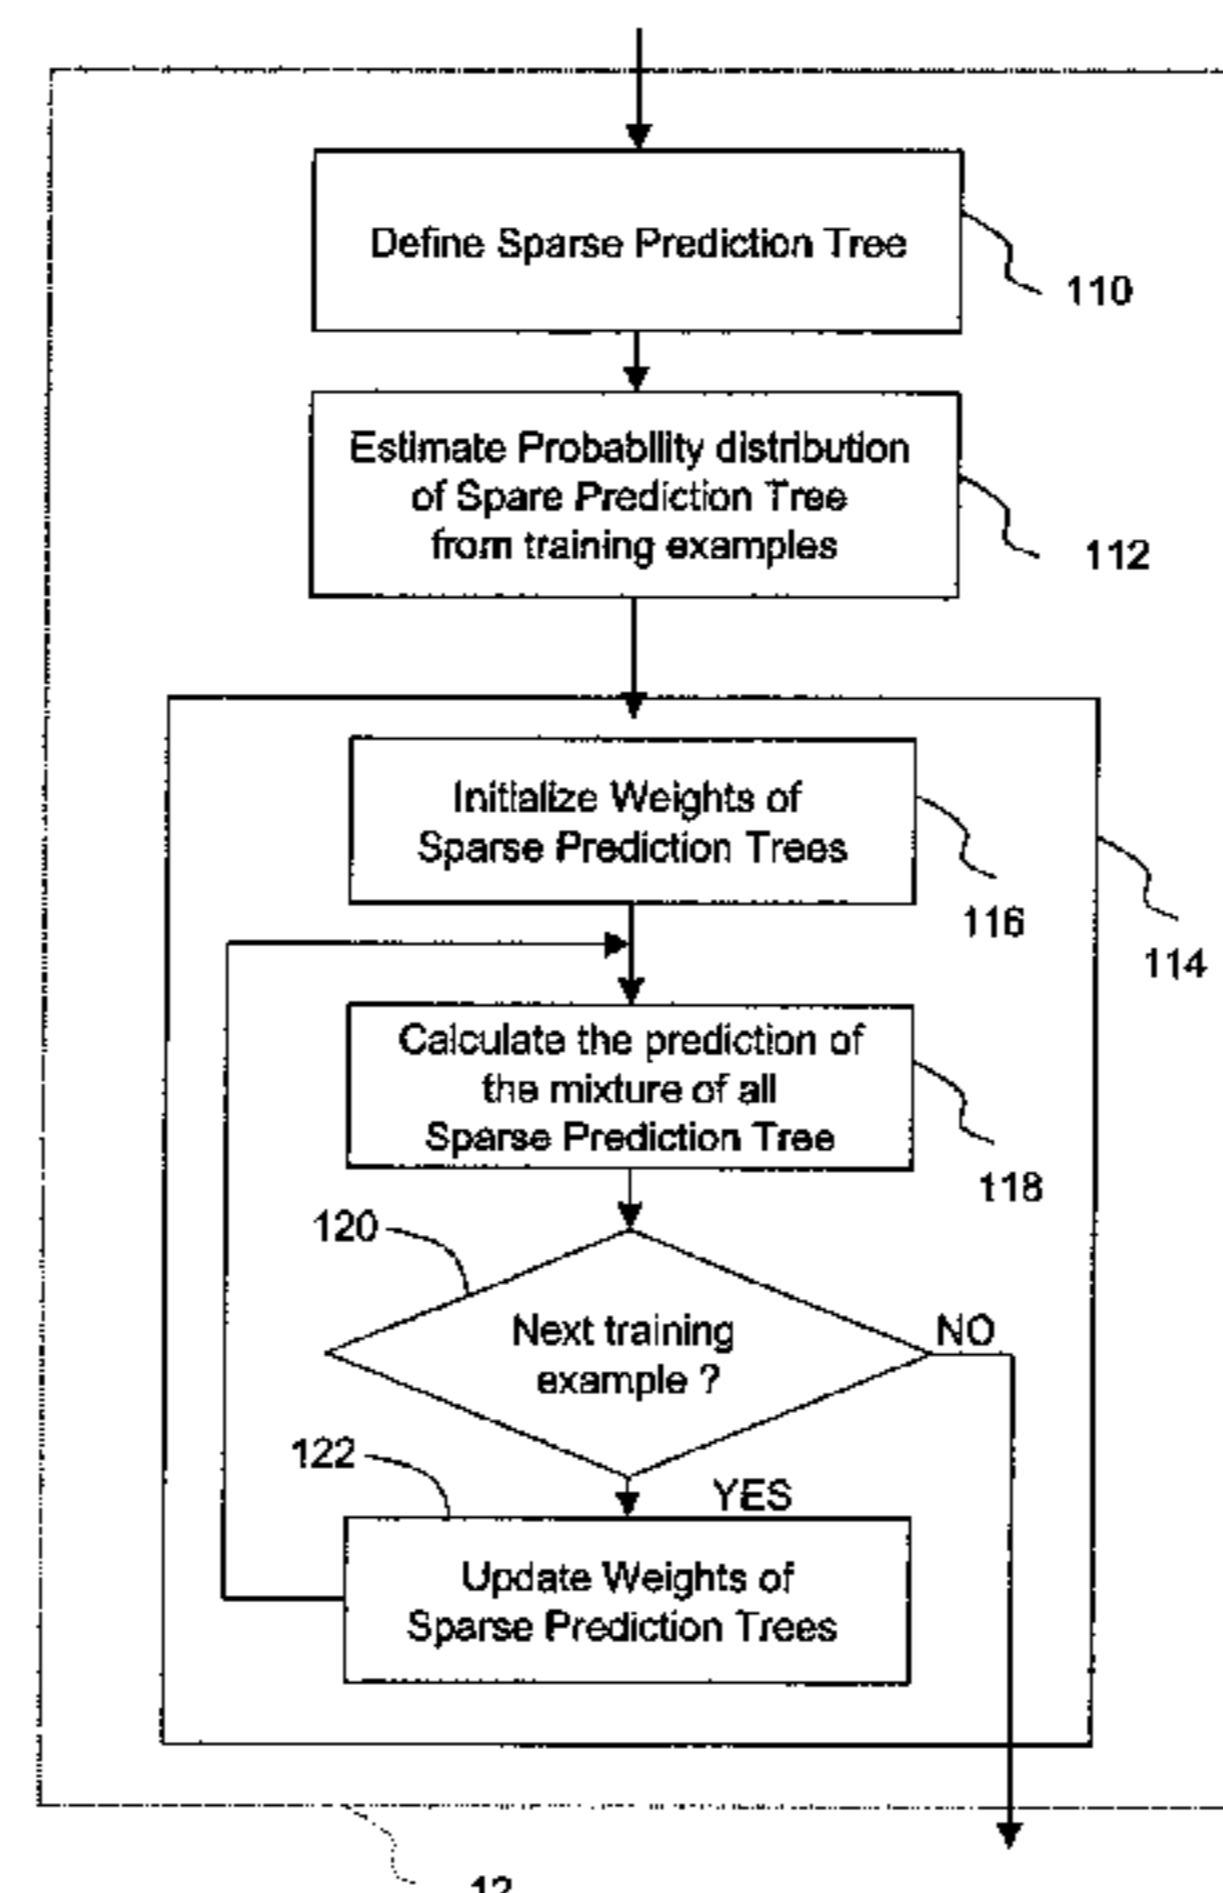 Define Sparse Prediction Tree
110
Estimate Probability distribution
of Spare Prediction Tree
from training examples
112
Initialize Weights of
Sparse Prediction Trees
116
114
Calculate the prediction of
the mixture of all
Sparse Prediction Tree
118
120
Next training
example ?
NO
122
YES
Update Weights of
Sparse Prediction Trees
12